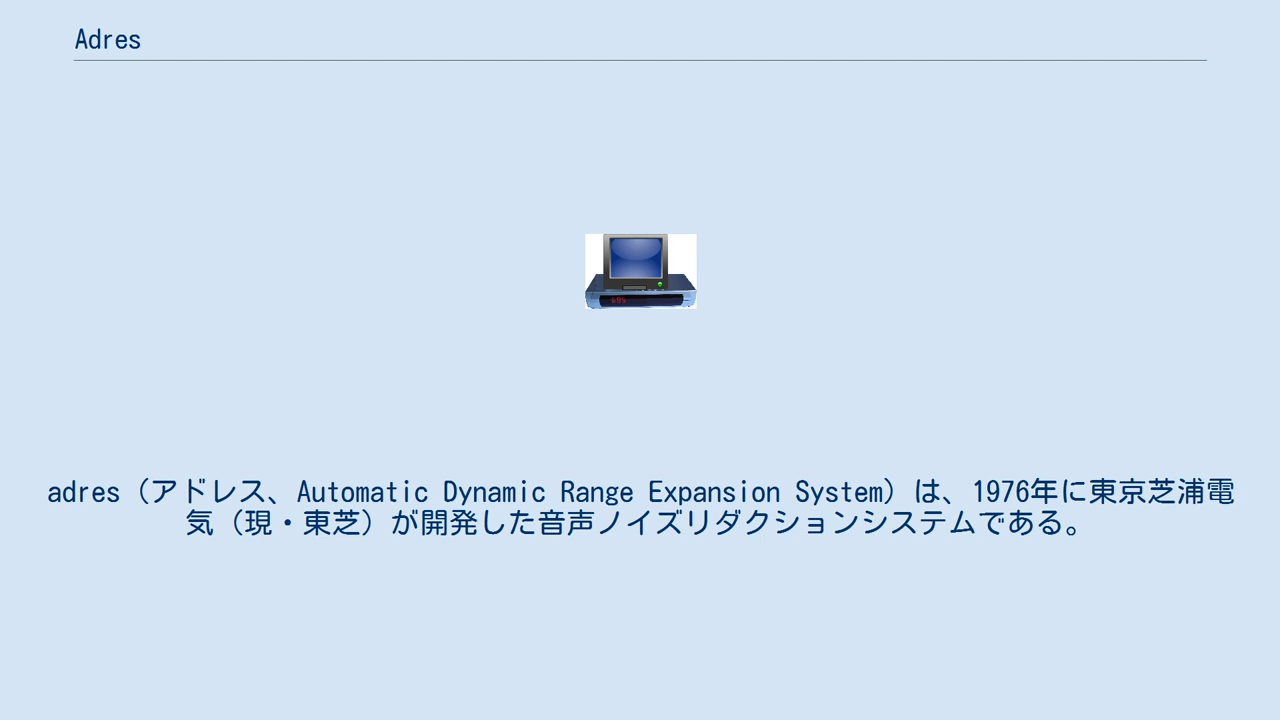 Adres
adres（アドレス、Automatic Dynamic Range Expansion System）は、1976年に東京芝浦電
気（現・東芝）が開発した音声ノイズリダクションシステムである。